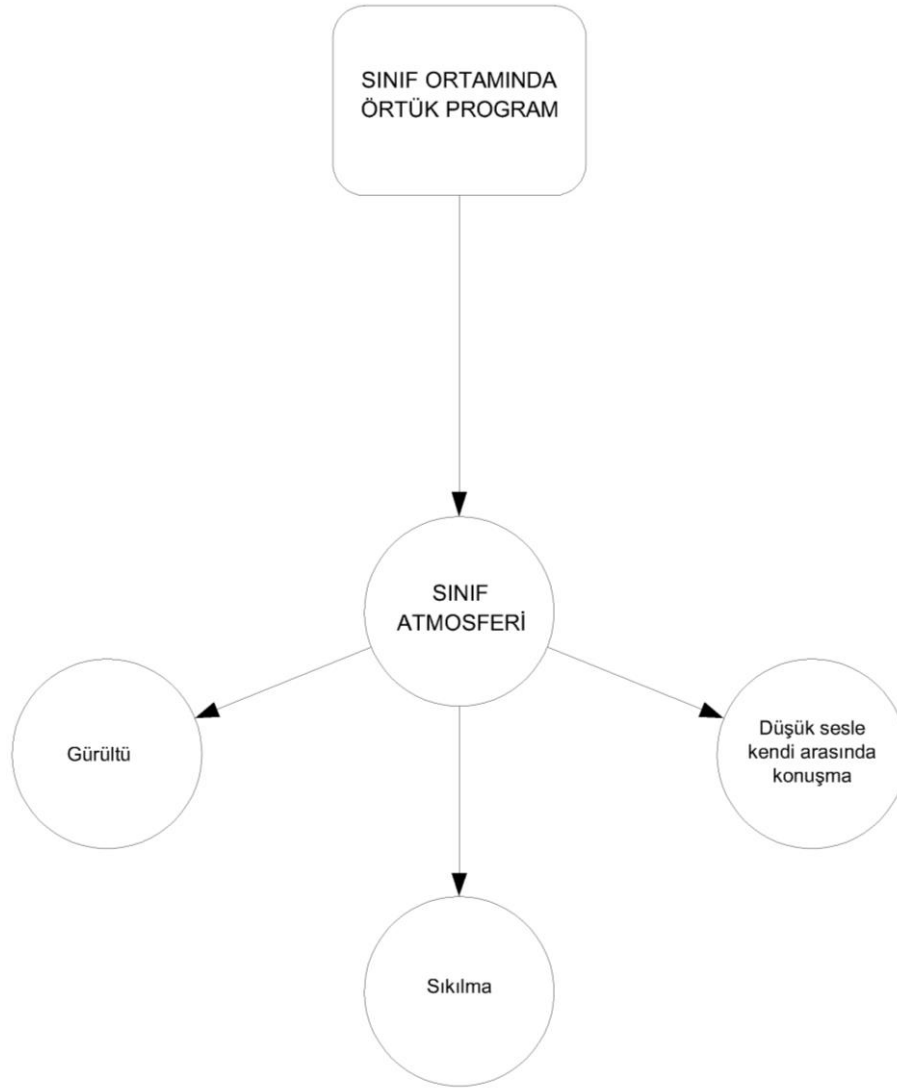 SINIF ORTAMINDA
ÖRTÜK PROGRAM
SINIF
ATMOSFERİ
Gürültü
Düşük sesle
kendi arasında
konuşma
Sıkılma